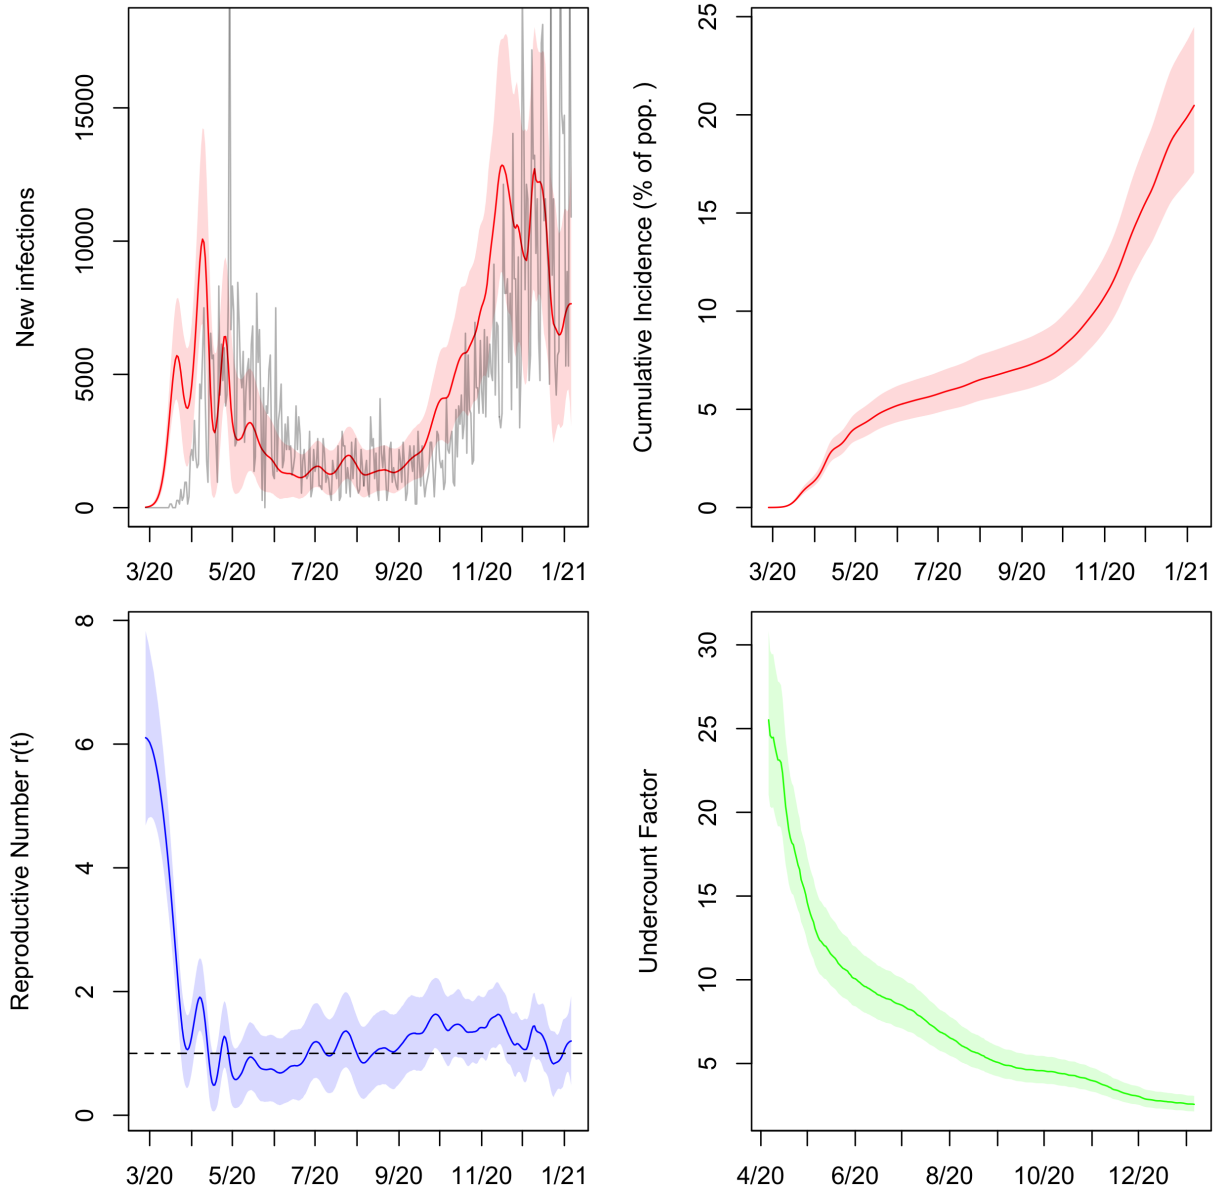 New infections
15000
10000
5000
0
3/20 5/20 7/20 9/20 11/20 1/21
Cumulative Incidence (% of pop. )
25
20
15
10
5
0
3/20 5/20 7/20 9/20 11/20 1/21
Reproductive Number r(t)
8
6
4
2
0
3/20 5/20 7/20 9/20 11/20 1/21
Undercount Factor
30
25
20
15
10
5
4/20 6/20 8/20 10/20 12/20